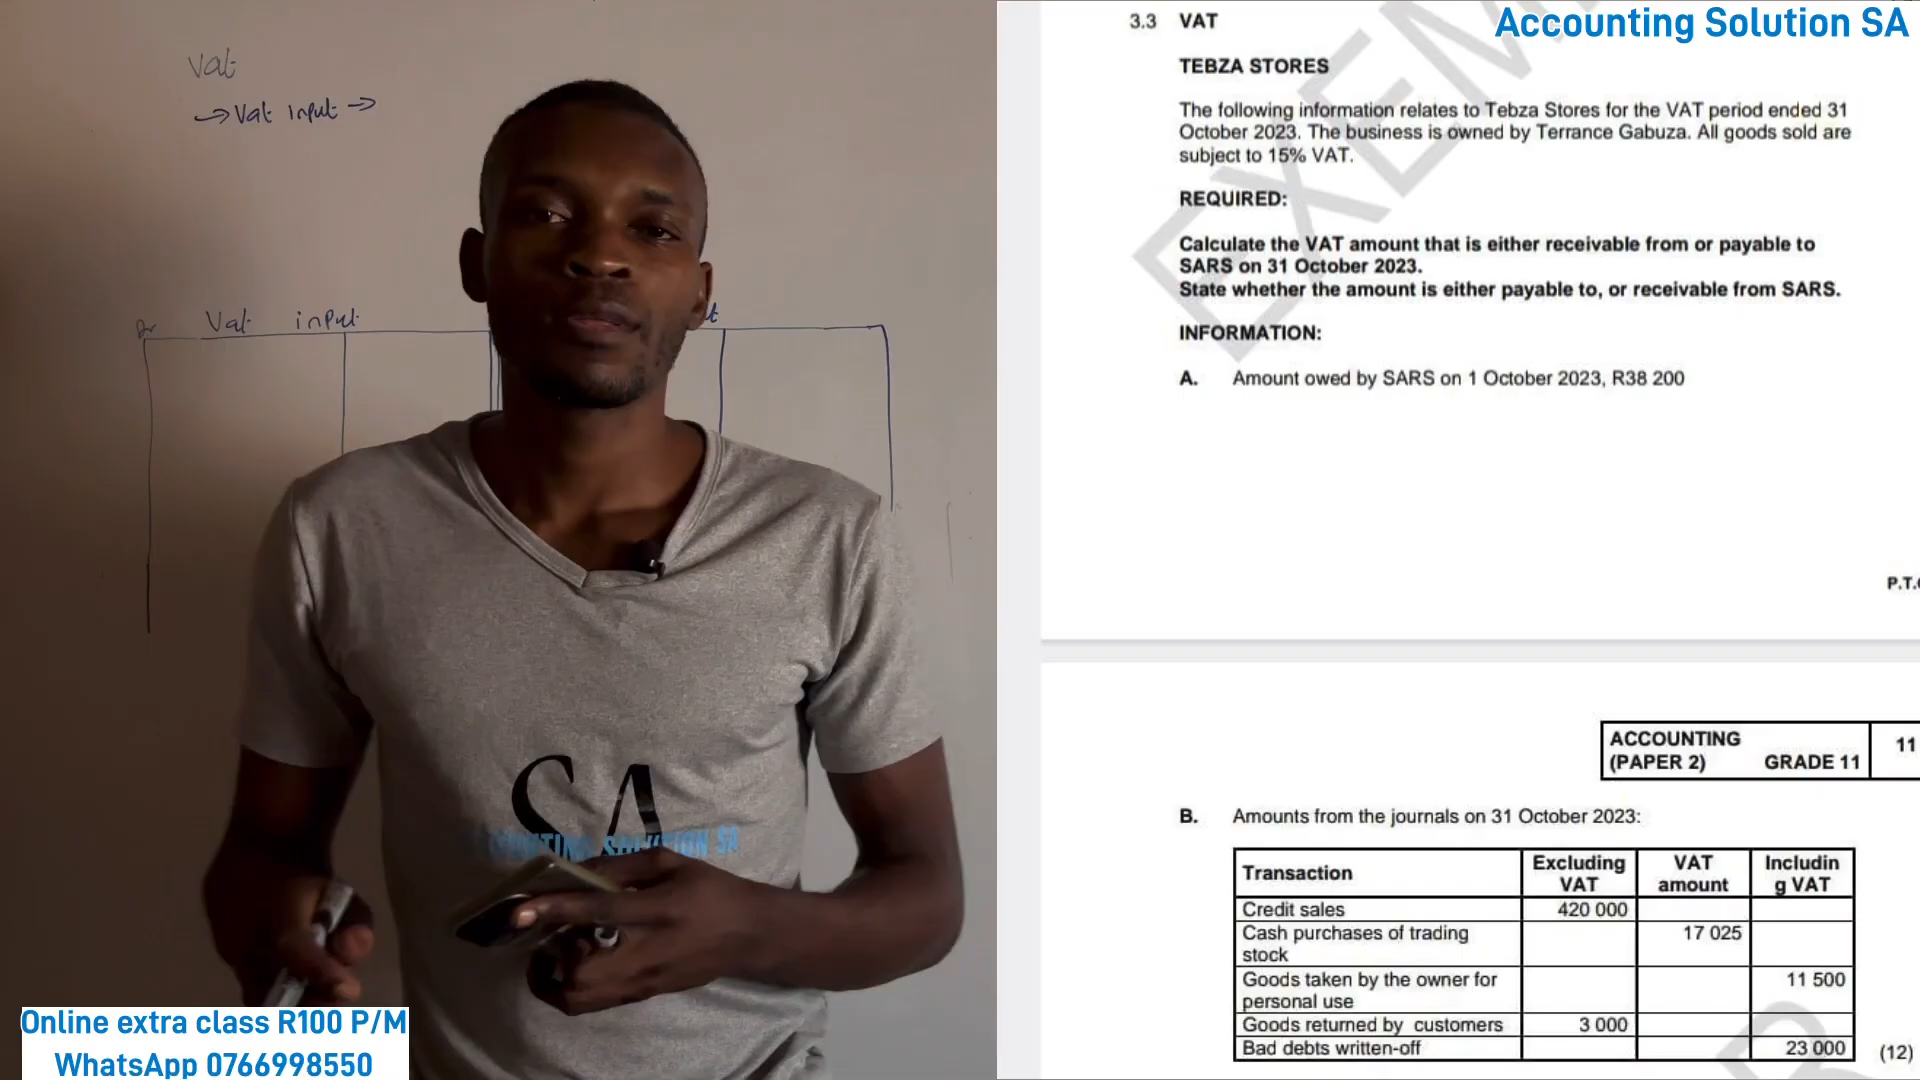 Vat
→ Vat input →
Dr Vat input
t
SA
SOLUTION SA
Online extra class R100 P/M
WhatsApp 0766998550
Accounting Solution SA
3.3 VAT
TEBZA STORES
The following information relates to Tebza Stores for the VAT period ended 31
October 2023. The business is owned by Terrance Gabuza. All goods sold are
subject to 15% VAT.
REQUIRED:
Calculate the VAT amount that is either receivable from or payable to
SARS on 31 October 2023.
State whether the amount is either payable to, or receivable from SARS.
INFORMATION:
A. Amount owed by SARS on 1 October 2023, R38 200
P.T.
ACCOUNTING 11
(PAPER 2) GRADE 11
B. Amounts from the journals on 31 October 2023:
Transaction Excluding VAT VAT amount Includin g VAT
Credit sales 420 000
Cash purchases of trading stock 17 025
Goods taken by the owner for personal use 11 500
Goods returned by customers 3 000
Bad debts written-off 23 000
(12)